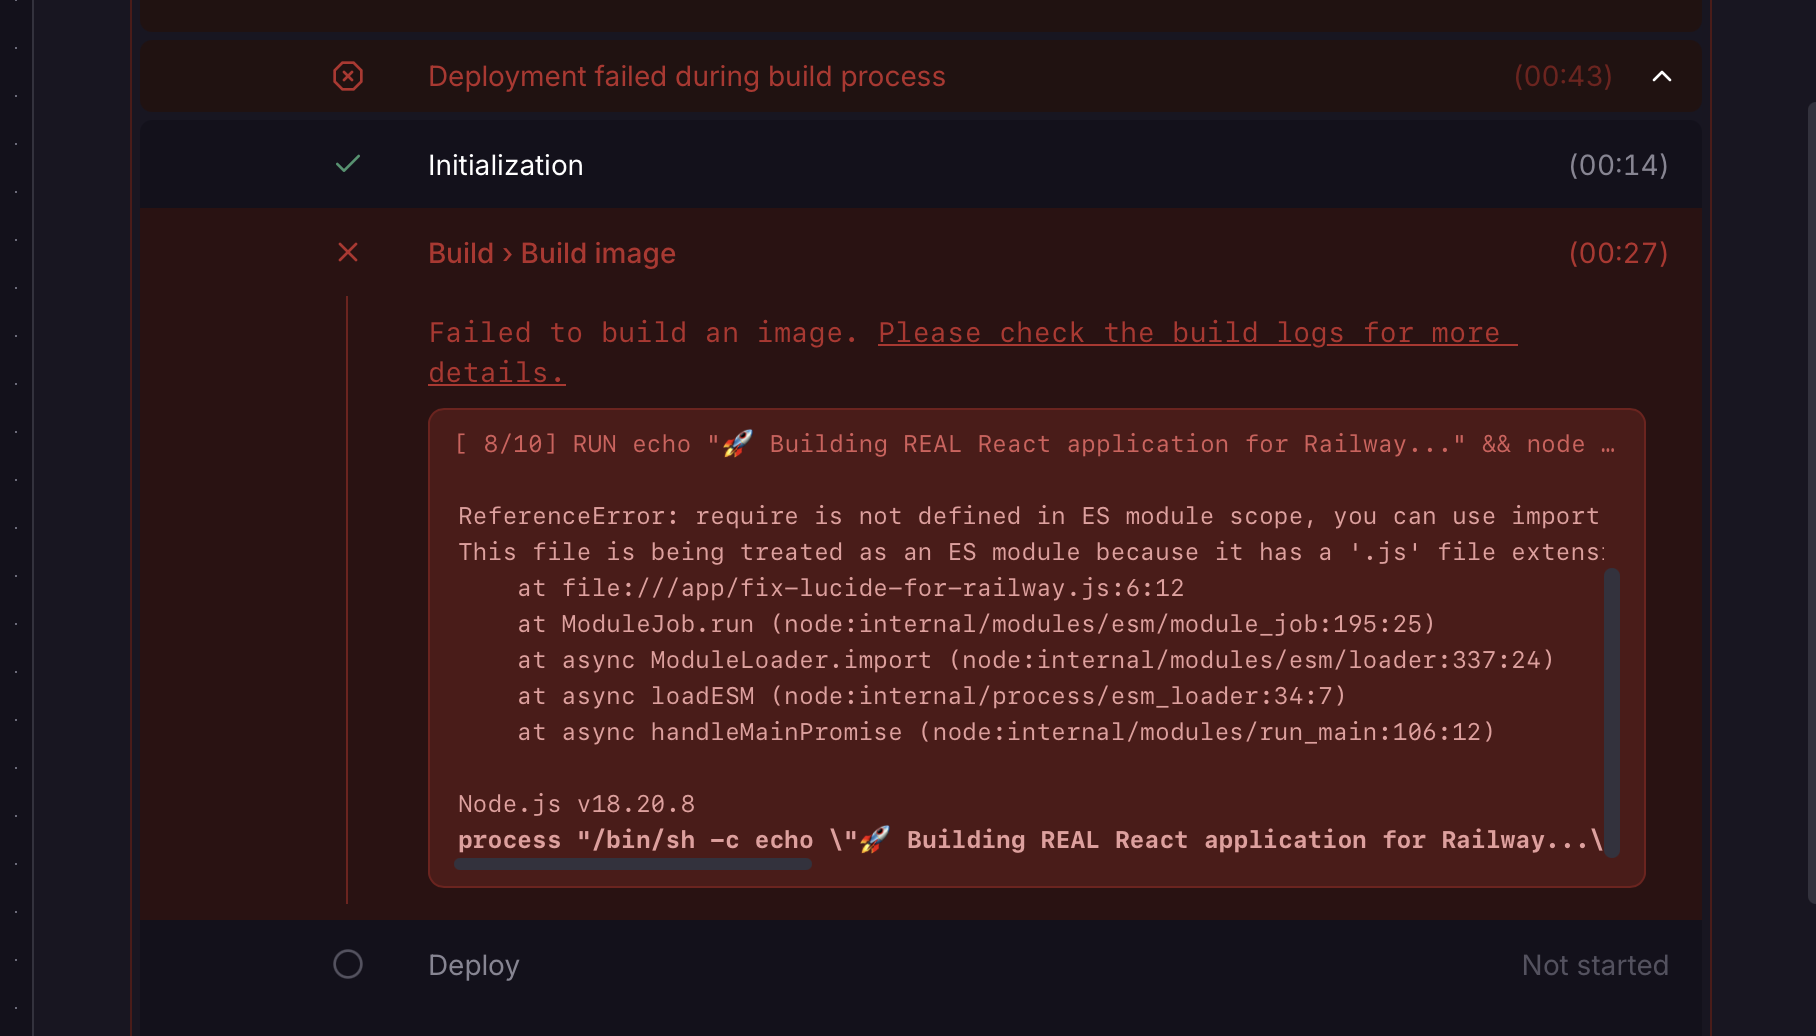 Deployment failed during build process (00:43)
Initialization (00:14)
Build › Build image (00:27)
Failed to build an image. Please check the build logs for more
details.
[ 8/10] RUN echo "🚀 Building REAL React application for Railway..." && node …
ReferenceError: require is not defined in ES module scope, you can use import
This file is being treated as an ES module because it has a '.js' file extens
at file:///app/fix-lucide-for-railway.js:6:12
at ModuleJob.run (node:internal/modules/esm/module_job:195:25)
at async ModuleLoader.import (node:internal/modules/esm/loader:337:24)
at async loadESM (node:internal/process/esm_loader:34:7)
at async handleMainPromise (node:internal/modules/run_main:106:12)
Node.js v18.20.8
process "/bin/sh -c echo \"🚀 Building REAL React application for Railway...\
Deploy Not started